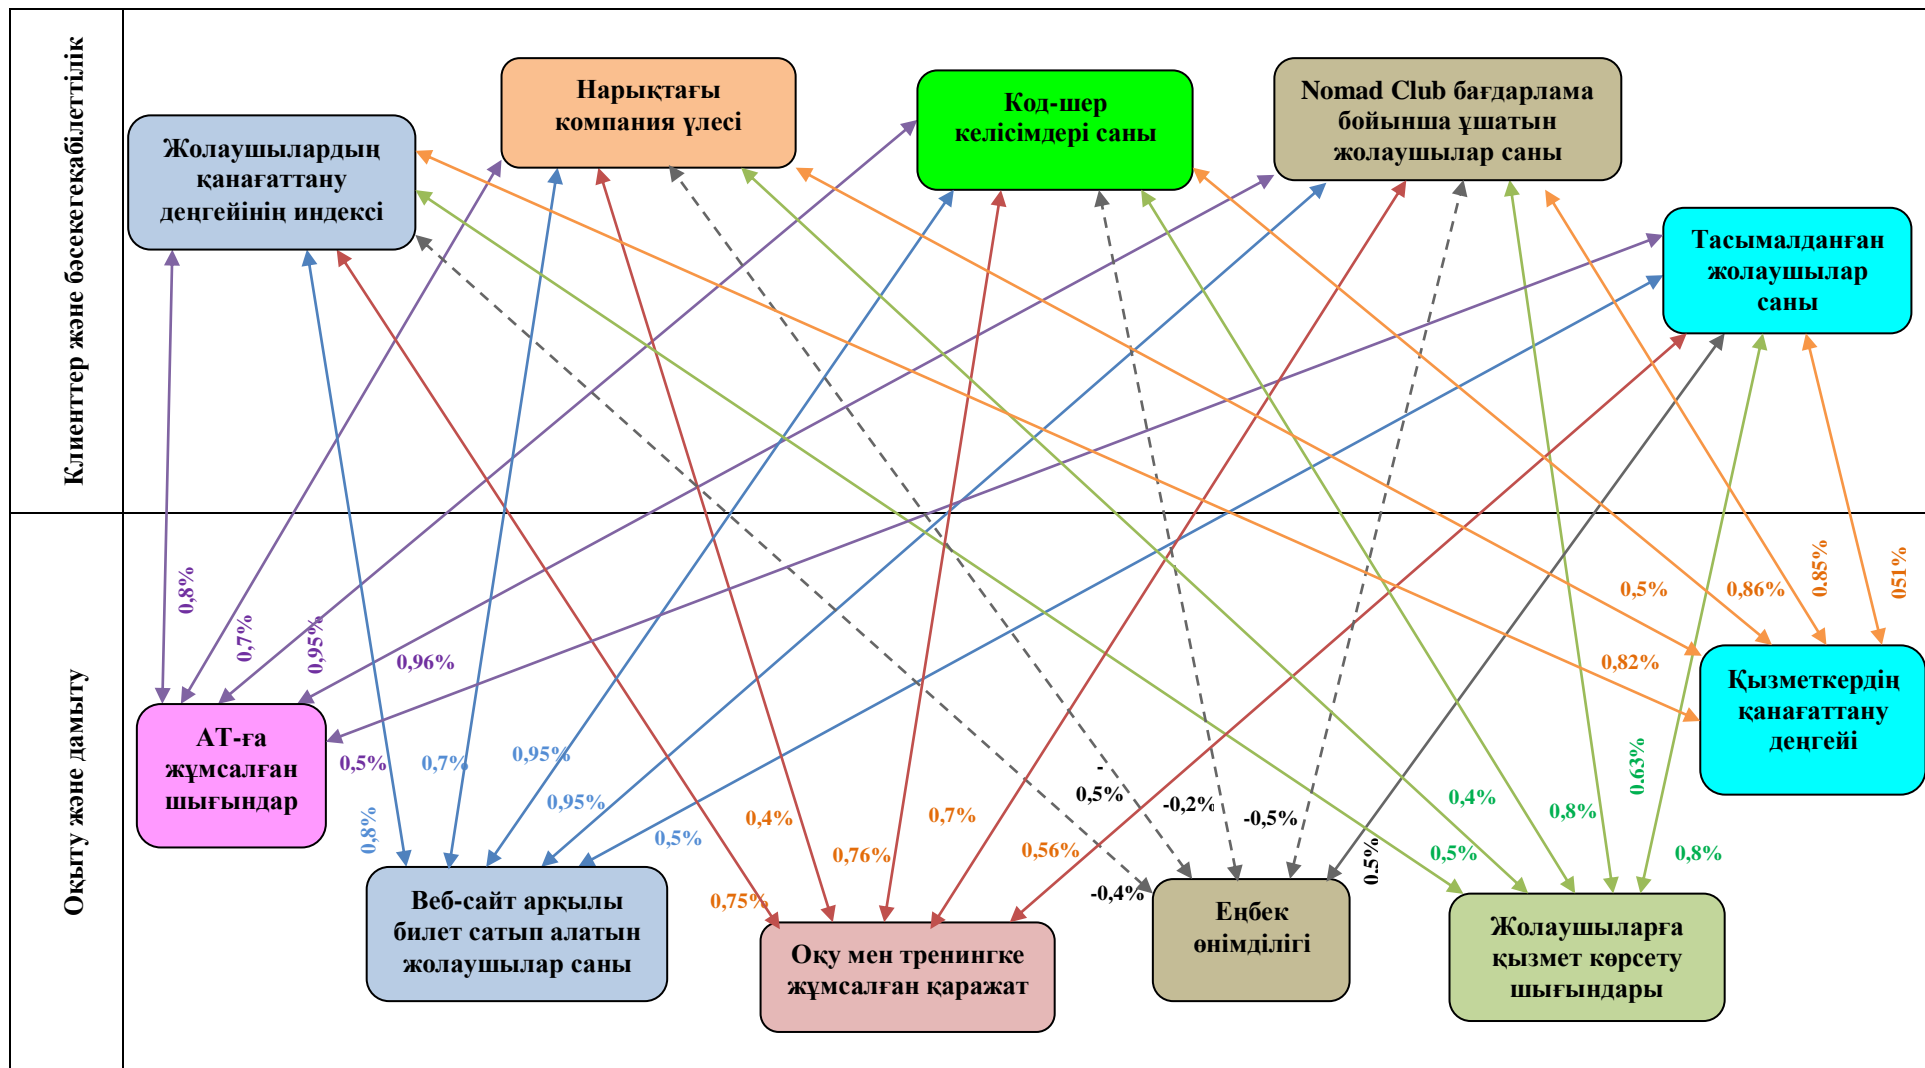 Клиенттер және бәсекегеқабілеттілік
Нарықтағы
компания үлесі
Код-шер
келісімдері саны
Nomad Club бағдарлама
бойынша ұшатын
жолаушылар саны
Жолаушылардың
қанағаттану
деңгейінің индексі
Тасымалданған
жолаушылар
саны
Оқыту және дамыту
0,8%
0,7%
0,95%
0,96%
0,5%
0,86%
0.85%
051%
0,82%
АТ-ға
жұмсалған
шығындар
Қызметкердің
қанағаттану
деңгейі
0,5%
0,7%
0,95%
0,95%
0,8%
0,5%
0,4%
0,76%
0,75%
0,7%
0,56%
-
0,5%
-0,2%
-0,5%
0.5%
-0,4%
0,4%
0,8%
0.63%
0,5%
0,8%
Веб-сайт арқылы
билет сатып алатын
жолаушылар саны
Оқу мен тренингке
жұмсалған қаражат
Еңбек
өнімділігі
Жолаушыларға
қызмет көрсету
шығындары